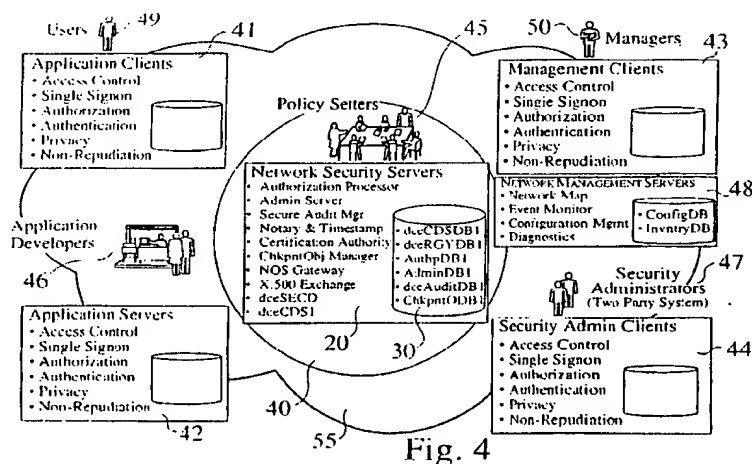 Users
49
41
Application Clients
• Access Control
• Single Signon
• Authorization
• Authentication
• Privacy
• Non-Repudiation
45
Policy Setters
50
Managers
43
Management Clients
• Access Control
• Single Signon
• Authorization
• Authentication
• Privacy
• Non-Repudiation
Network Security Servers
• Authorization Processor
• Admin Server
• Secure Audit Mgr
• Notary & Timestamp
• Certification Authority
• ChkpntObj Manager
• NOS Gateway
• X.500 Exchange
• dceSECD
• dceCDS1
• dceCDSDB1
• dceRGYDB1
• AuthpDB1
• AdminDB1
• dceAuditDB1
• ChkpntODB1
20
30
NETWORK MANAGEMENT SERVERS
• Network Map
• Event Monitor
• Configuration Mgmt
• Diagnostics
• ConfigDB
• InvntryDB
48
Application
Developers
46
Security
Administrators
(Two Party System)
47
Application Servers
• Access Control
• Single Signon
• Authorization
• Authentication
• Privacy
• Non-Repudiation
42
40
55
Security Admin Clients
• Access Control
• Single Signon
• Authorization
• Authentication
• Privacy
• Non-Repudiation
44
Fig. 4